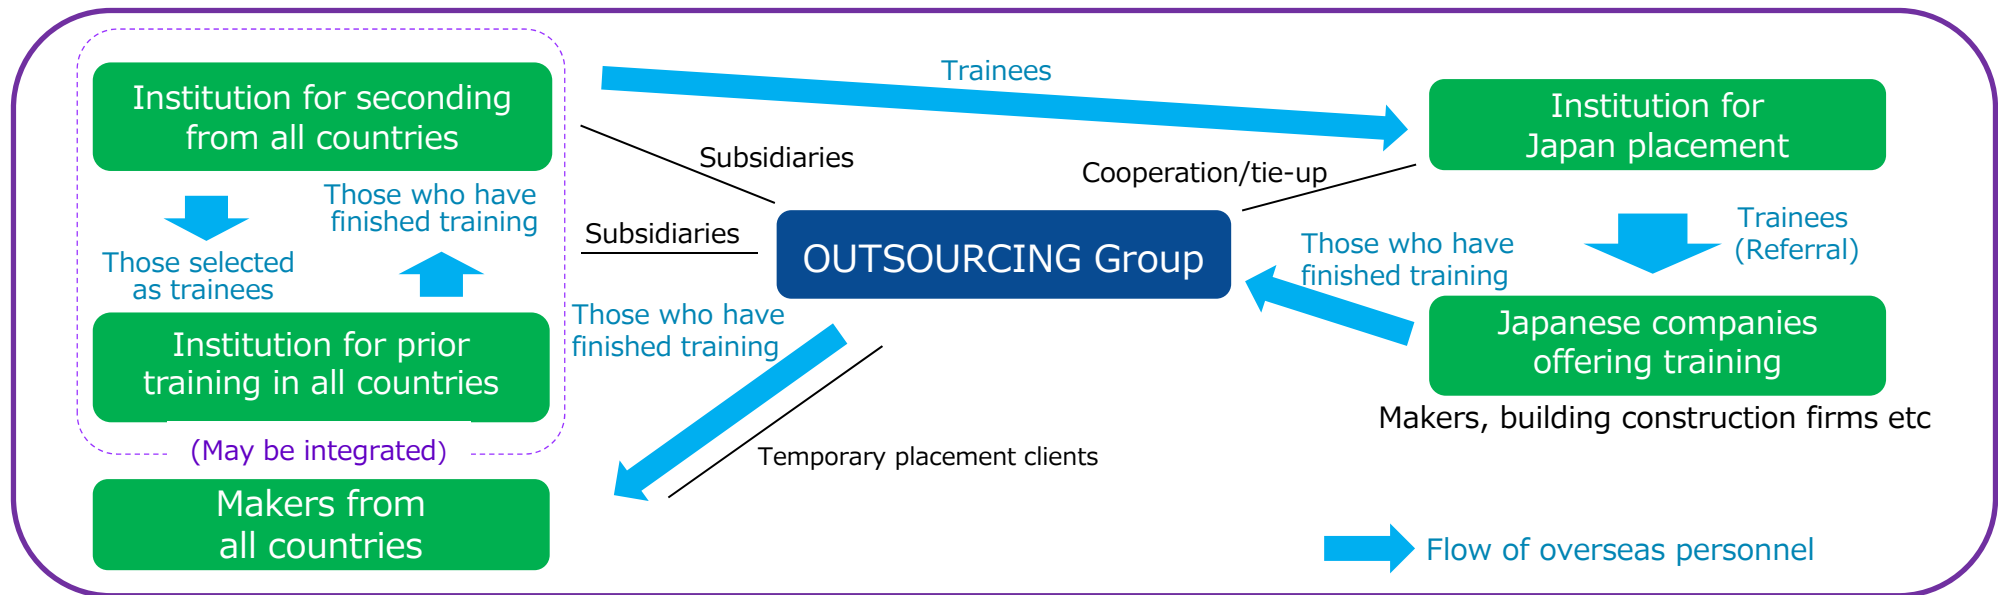 Institution for seconding
from all countries
Trainees
Institution for
Japan placement
Subsidiaries
Cooperation/tie-up
Those who have
finished training
Those selected
as trainees
Subsidiaries
OUTSOURCING Group
Trainees
(Referral)
Those who have
finished training
Institution for prior
training in all countries
(May be integrated)
Those who have
finished training
Japanese companies
offering training
Makers, building construction firms etc
Temporary placement clients
Makers from
all countries
Flow of overseas personnel